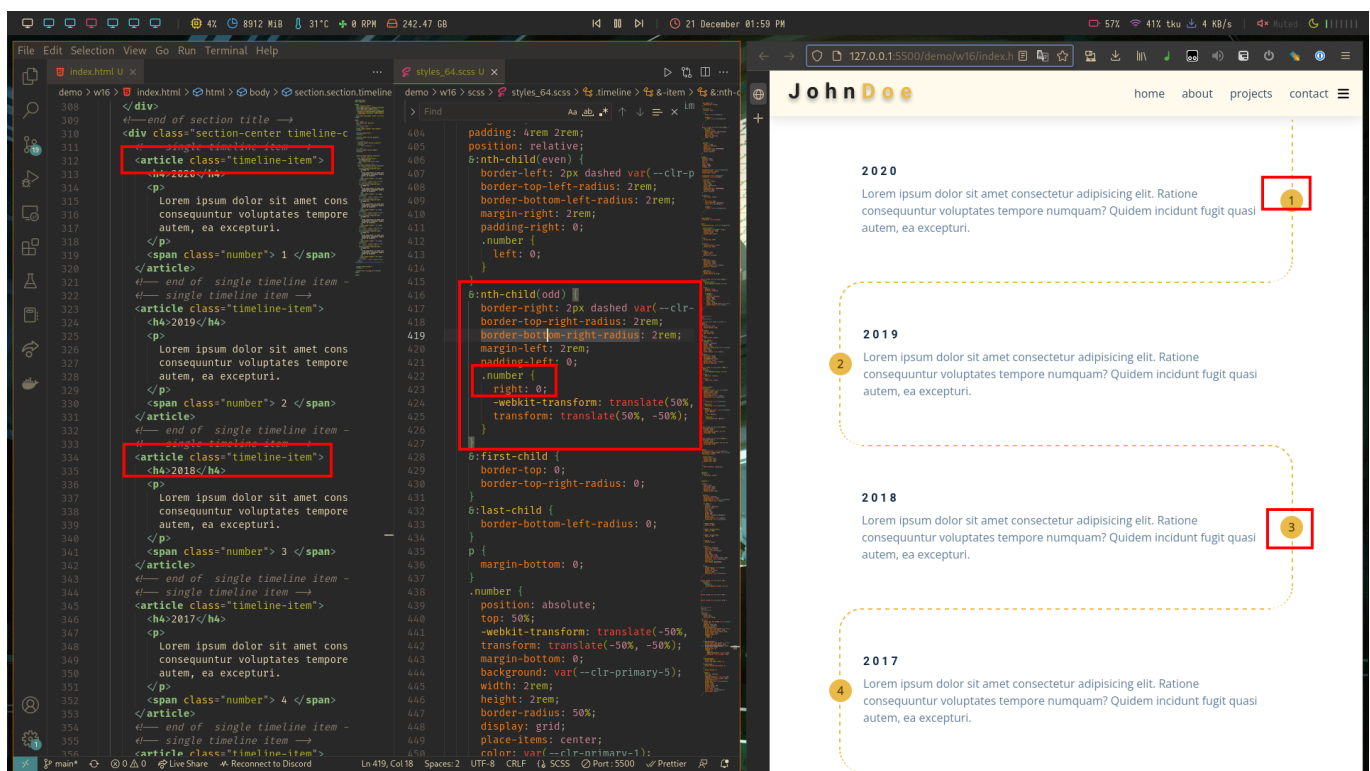 4% 8912 MiB 31°C 0 RPM 242.47 GB
21 December 01:59 PM
57% 41% tku 4 KB/s Muted
File Edit Selection View Go Run Terminal Help
index.html U
demo > w16 > index.html > html > body > section.section.timeline
308 </div>
309 <!—end of section title —>
310 <div class="section-center timeline-c
311 <!— single timeline item —>
312 <article class="timeline-item">
313 <h4>2020</h4>
314 <p>
315 Lorem ipsum dolor sit amet cons
316 consequuntur voluptates tempore
317 autem, ea excepturi.
318 </p>
319 <span class="number"> 1 </span>
320 </article>
321 <!— end of single timeline item -
322 <!— single timeline item —>
323 <article class="timeline-item">
324 <h4>2019</h4>
325 <p>
326 Lorem ipsum dolor sit amet cons
327 consequuntur voluptates tempore
328 autem, ea excepturi.
329 </p>
330 <span class="number"> 2 </span>
331 </article>
332 <!— end of single timeline item -
333 <!— single timeline item —>
334 <article class="timeline-item">
335 <h4>2018</h4>
336 <p>
337 Lorem ipsum dolor sit amet cons
338 consequuntur voluptates tempore
339 autem, ea excepturi.
340 </p>
341 <span class="number"> 3 </span>
342 </article>
343 <!— end of single timeline item -
344 <!— single timeline item —>
345 <article class="timeline-item">
346 <h4>2017</h4>
347 <p>
348 Lorem ipsum dolor sit amet cons
349 consequuntur voluptates tempore
350 autem, ea excepturi.
351 </p>
352 <span class="number"> 4 </span>
353 </article>
354 <!— end of single timeline item -
355 <!— single timeline item —>
356 <article class="timeline-item">
styles_64.scss U
demo > w16 > scss > styles_64.scss > .timeline > &-item > &:nth-c
Find
404 padding: 4rem 2rem;
405 position: relative;
406 &:nth-child(even) {
407 border-left: 2px dashed var(--clr-p
408 border-top-left-radius: 2rem;
409 border-bottom-left-radius: 2rem;
410 margin-right: 2rem;
411 padding-right: 0;
412 .number {
413 left: 0;
414 }
415 }
416 &:nth-child(odd) {
417 border-right: 2px dashed var(--clr-
418 border-top-right-radius: 2rem;
419 border-bottom-right-radius: 2rem;
420 margin-left: 2rem;
421 padding-left: 0;
422 .number {
423 right: 0;
424 -webkit-transform: translate(50%,
425 transform: translate(50%, -50%);
426 }
427 }
428 &:first-child {
429 border-top: 0;
430 border-top-right-radius: 0;
431 }
432 &:last-child {
433 border-bottom-left-radius: 0;
434 }
435 p {
436 margin-bottom: 0;
437 }
438 .number {
439 position: absolute;
440 top: 50%;
441 -webkit-transform: translate(-50%,
442 transform: translate(-50%, -50%);
443 margin-bottom: 0;
444 background: var(--clr-primary-5);
445 width: 2rem;
446 height: 2rem;
447 border-radius: 50%;
448 display: grid;
449 place-items: center;
450 color: var(--clr-primary-1);
main* 0 0 Live Share Reconnect to Discord Ln 419, Col 18 Spaces: 2 UTF-8 CRLF SCSS Port : 5500 Prettier
127.0.0.1:5500/demo/w16/index.h
JohnDoe
home about projects contact
2020
Lorem ipsum dolor sit amet consectetur adipisicing elit. Ratione
consequuntur voluptates tempore numquam? Quidem incidunt fugit quasi
autem, ea excepturi.
1
2019
Lorem ipsum dolor sit amet consectetur adipisicing elit. Ratione
consequuntur voluptates tempore numquam? Quidem incidunt fugit quasi
autem, ea excepturi.
2
2018
Lorem ipsum dolor sit amet consectetur adipisicing elit. Ratione
consequuntur voluptates tempore numquam? Quidem incidunt fugit quasi
autem, ea excepturi.
3
2017
Lorem ipsum dolor sit amet consectetur adipisicing elit. Ratione
consequuntur voluptates tempore numquam? Quidem incidunt fugit quasi
autem, ea excepturi.
4